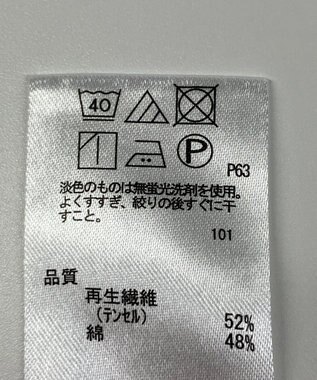 40
P
P63
淡色のものは無蛍光洗剤を使用。
よくすすぎ、絞りの後すぐに干
すこと。
101
品質
再生繊維
(テンセル) 52%
綿 48%